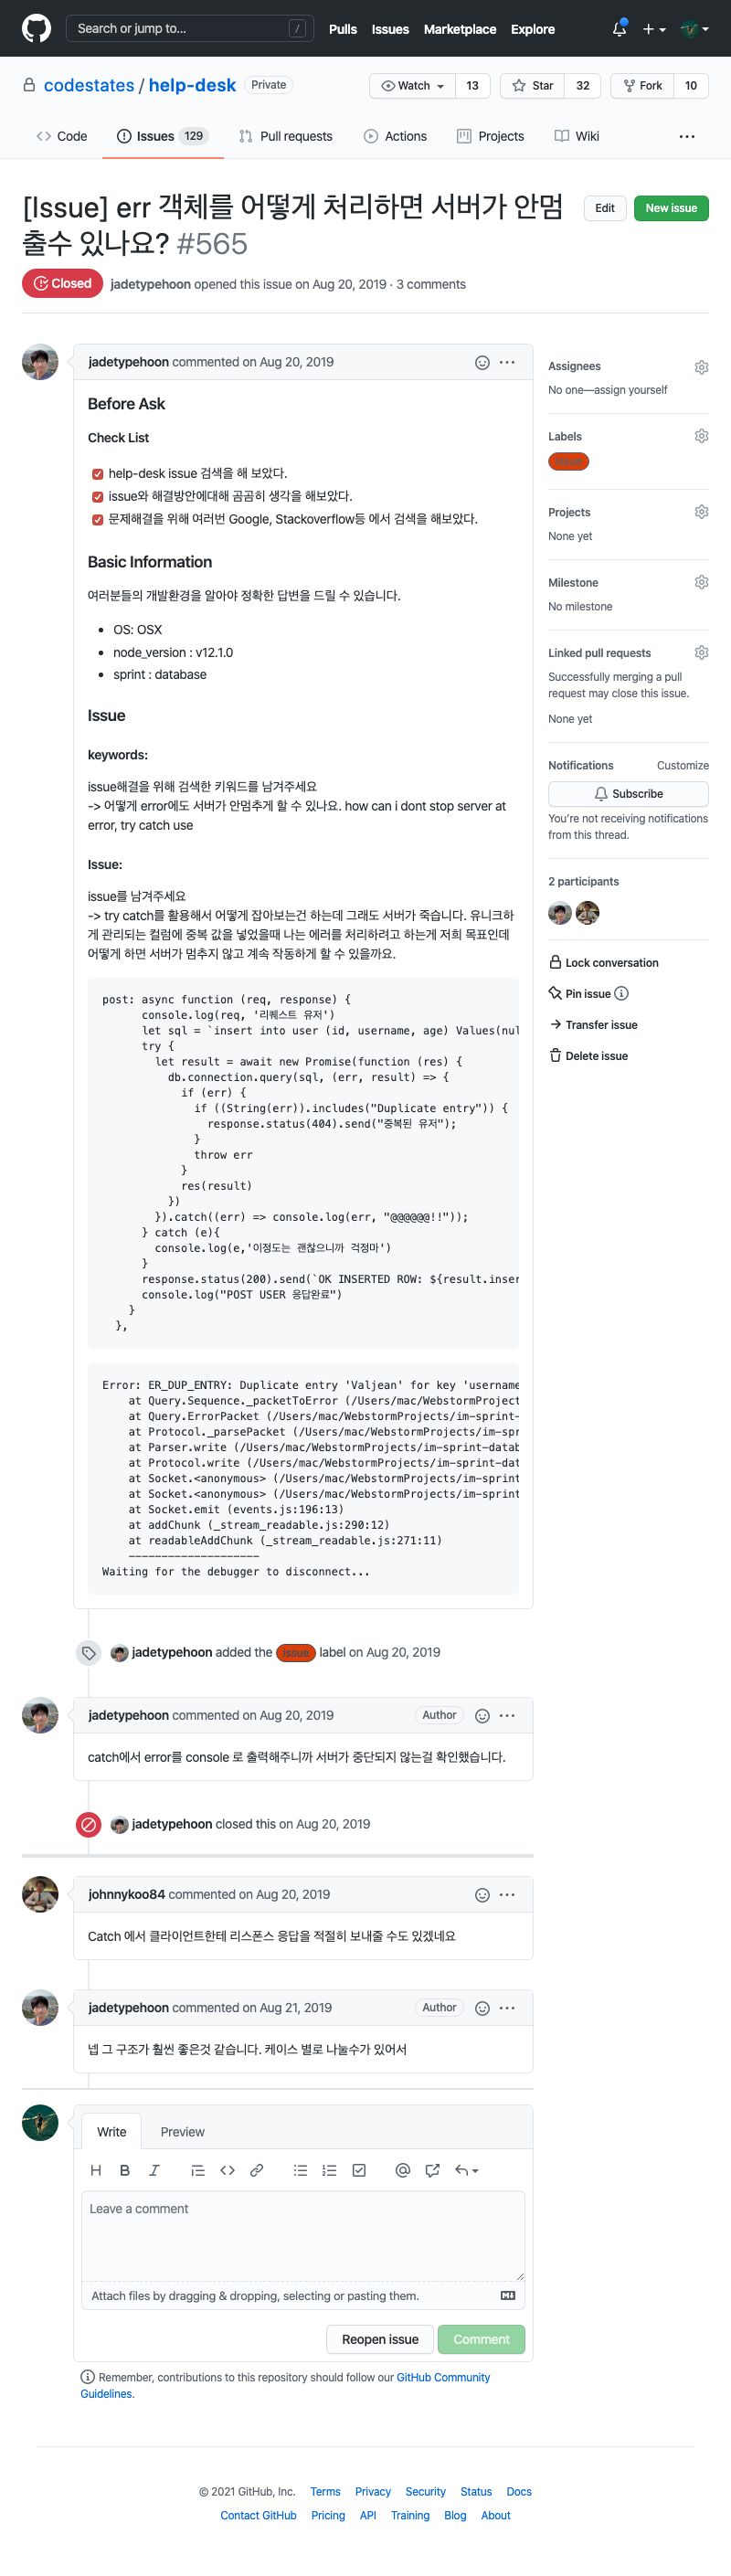 Search or jump to...
/
Pulls Issues Marketplace Explore
codestates / help-desk Private
Watch 13 Star 32 Fork 10
Code Issues 129 Pull requests Actions Projects Wiki
[Issue] err 객체를 어떻게 처리하면 서버가 안멈
출수 있나요? #565
Edit New issue
Closed jadetypehoon opened this issue on Aug 20, 2019 · 3 comments
jadetypehoon commented on Aug 20, 2019
Before Ask
Check List
help-desk issue 검색을 해 보았다.
issue와 해결방안에대해 곰곰히 생각을 해보았다.
문제해결을 위해 여러번 Google, Stackoverflow등 에서 검색을 해보았다.
Basic Information
여러분들의 개발환경을 알아야 정확한 답변을 드릴 수 있습니다.
• OS: OSX
• node_version : v12.1.0
• sprint : database
Issue
keywords:
issue해결을 위해 검색한 키워드를 남겨주세요
-> 어떻게 error에도 서버가 안멈추게 할 수 있나요. how can i dont stop server at
error, try catch use
Issue:
issue를 남겨주세요
-> try catch를 활용해서 어떻게 잡아보는건 하는데 그래도 서버가 죽습니다. 유니크하
게 관리되는 컬럼에 중복 값을 넣었을때 나는 에러를 처리하려고 하는게 저희 목표인데
어떻게 하면 서버가 멈추지 않고 계속 작동하게 할 수 있을까요.
post: async function (req, response) {
console.log(req, '리퀘스트 입니다')
let sql = `insert into user (id, username, age) Values(nul
try {
let result = await new Promise(function (res) {
db.connection.query(sql, (err, result) => {
if (err) {
if ((String(err)).includes("Duplicate entry")) {
response.status(404).send("중복된 유저");
}
throw err
}
res(result)
})
}).catch((err) => console.log(err, "@@@@@@!!"));
} catch (e){
console.log(e,'이정도는 괜찮으니까 걱정마')
}
response.status(200).send(`OK INSERTED ROW: ${result.inser
console.log("POST USER 응답완료")
}
},
Error: ER_DUP_ENTRY: Duplicate entry 'Valjean' for key 'username
at Query.Sequence._packetToError (/Users/mac/WebstormProject
at Query.ErrorPacket (/Users/mac/WebstormProjects/im-sprint-
at Protocol._parsePacket (/Users/mac/WebstormProjects/im-spr
at Parser.write (/Users/mac/WebstormProjects/im-sprint-datab
at Protocol.write (/Users/mac/WebstormProjects/im-sprint-dat
at Socket.<anonymous> (/Users/mac/WebstormProjects/im-sprint
at Socket.<anonymous> (/Users/mac/WebstormProjects/im-sprint
at Socket.emit (events.js:196:13)
at addChunk (_stream_readable.js:290:12)
at readableAddChunk (_stream_readable.js:271:11)
--------------------
Waiting for the debugger to disconnect...
jadetypehoon added the issue label on Aug 20, 2019
jadetypehoon commented on Aug 20, 2019 Author
catch에서 error를 console 로 출력해주니까 서버가 중단되지 않는걸 확인했습니다.
jadetypehoon closed this on Aug 20, 2019
johnnykoo84 commented on Aug 20, 2019
Catch 에서 클라이언트한테 리스폰스 응답을 적절히 보내줄 수도 있겠네요
jadetypehoon commented on Aug 21, 2019 Author
넵 그 구조가 훨씬 좋은것 같습니다. 케이스 별로 나눌수가 있어서
Write Preview
Leave a comment
Attach files by dragging & dropping, selecting or pasting them.
Reopen issue Comment
Remember, contributions to this repository should follow our GitHub Community
Guidelines.
Assignees
No one—assign yourself
Labels
issue
Projects
None yet
Milestone
No milestone
Linked pull requests
Successfully merging a pull
request may close this issue.
None yet
Notifications Customize
Subscribe
You're not receiving notifications
from this thread.
2 participants
Lock conversation
Pin issue
Transfer issue
Delete issue
© 2021 GitHub, Inc. Terms Privacy Security Status Docs
Contact GitHub Pricing API Training Blog About